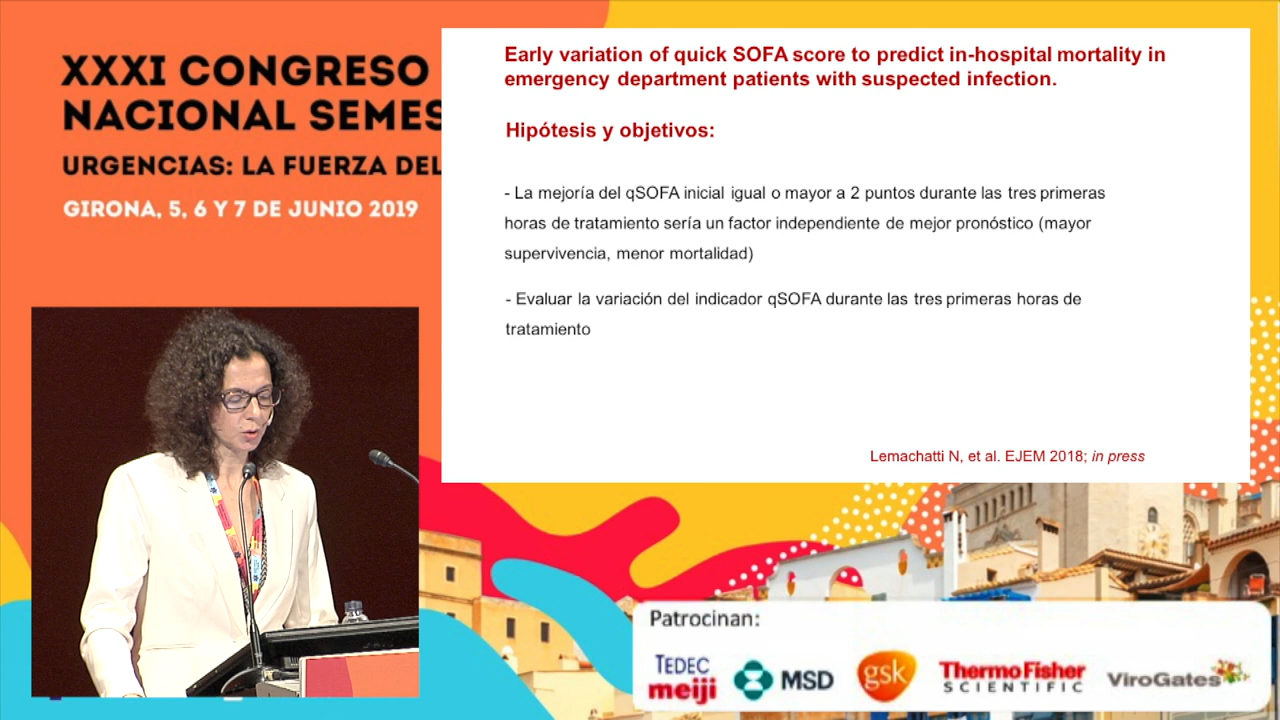 XXXI CONGRESO
NACIONAL SEMES
URGENCIAS: LA FUERZA DEL
GIRONA, 5, 6 Y 7 DE JUNIO 2019
Early variation of quick SOFA score to predict in-hospital mortality in
emergency department patients with suspected infection.
Hipótesis y objetivos:
- La mejoría del qSOFA inicial igual o mayor a 2 puntos durante las tres primeras
horas de tratamiento sería un factor independiente de mejor pronóstico (mayor
supervivencia, menor mortalidad)
- Evaluar la variación del indicador qSOFA durante las tres primeras horas de
tratamiento
Lemachatti N, et al. EJEM 2018; in press
Patrocinan:
TEDEC
meiji
MSD
gsk
ThermoFisher
SCIENTIFIC
ViroGates